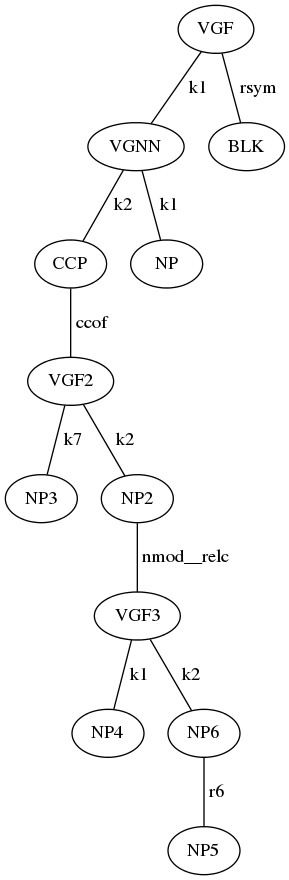 VGF
k1 rsym
VGNN BLK
k2 k1
CCP NP
ccof
VGF2
k7 k2
NP3 NP2
nmod__relc
VGF3
k1 k2
NP4 NP6
r6
NP5